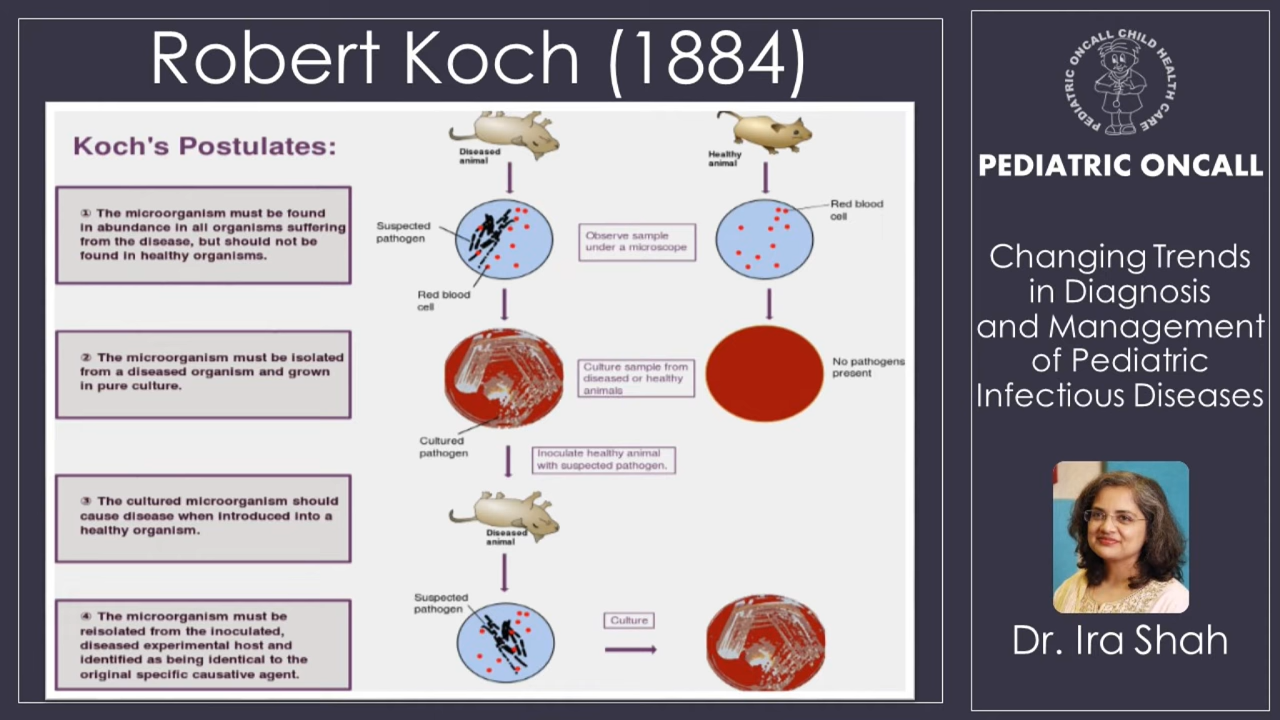 Robert Koch (1884)
Koch's Postulates:
① The microorganism must be found
in abundance in all organisms suffering
from the disease, but should not be
found in healthy organisms.
② The microorganism must be isolated
from a diseased organism and grown
in pure culture.
③ The cultured microorganism should
cause disease when introduced into a
healthy organism.
④ The microorganism must be
reisolated from the inoculated,
diseased experimental host and
identified as being identical to the
original specific causative agent.
Diseased
animal
Healthy
animal
Suspected
pathogen
Red blood
cell
Observe sample
under a microscope
Red blood
cell
Culture sample from
diseased or healthy
animals
No pathogens
present
Cultured
pathogen
Inoculate healthy animal
with suspected pathogen.
Diseased
animal
Suspected
pathogen
Culture
PEDIATRIC ONCALL CHILD HEALTH CARE
PEDIATRIC ONCALL
Changing Trends
in Diagnosis
and Management
of Pediatric
Infectious Diseases
Dr. Ira Shah